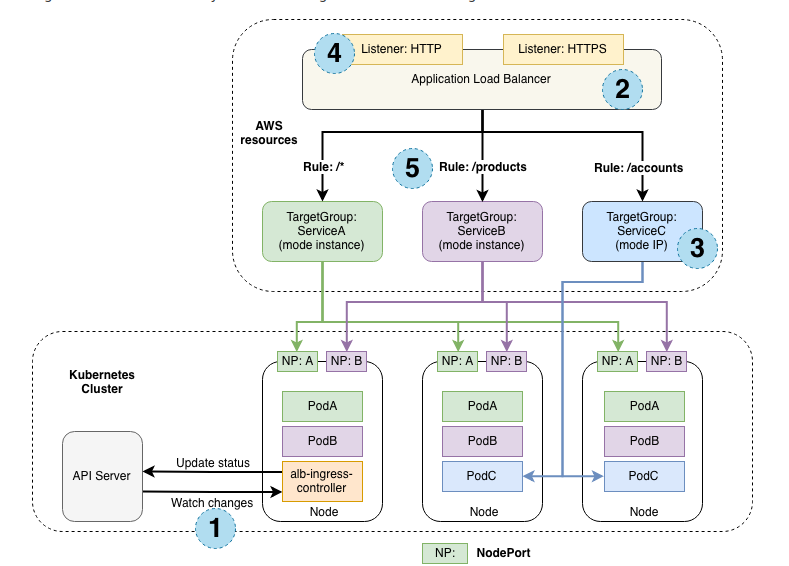 4
Listener: HTTP
Listener: HTTPS
Application Load Balancer
2
AWS
resources
Rule: /*
5
Rule: /products
Rule: /accounts
TargetGroup:
ServiceA
(mode instance)
TargetGroup:
ServiceB
(mode instance)
TargetGroup:
ServiceC
(mode IP)
3
Kubernetes
Cluster
NP: A
NP: B
NP: A
NP: B
NP: A
NP: B
PodA
PodA
PodA
PodB
PodB
PodB
API Server
Update status
Watch changes
1
alb-ingress-
controller
PodC
PodC
Node
Node
Node
NP:
NodePort